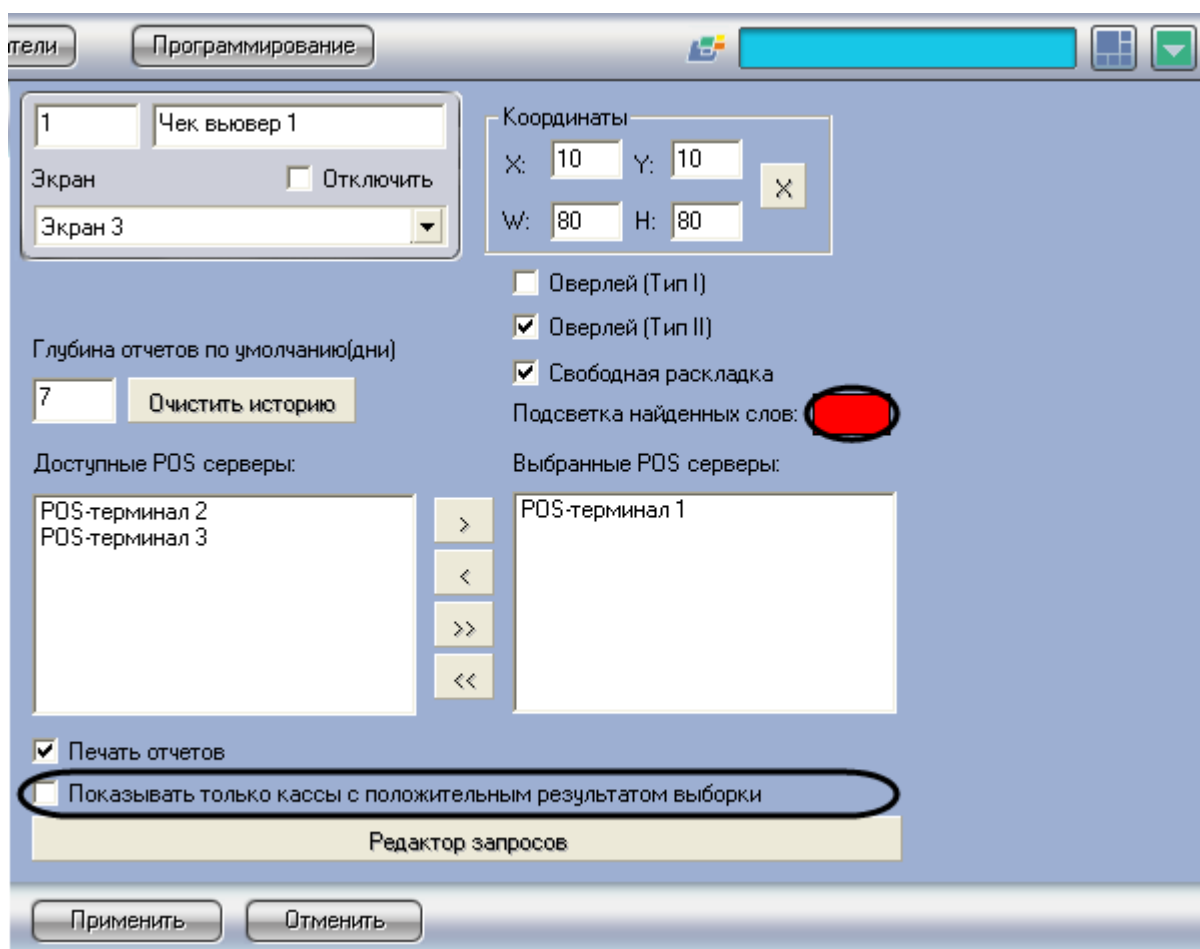 тели Программирование
1 Чек вьювер 1
Экран Отключить
Экран 3
Координаты
X: 10 Y: 10
X
W: 80 H: 80
Оверлей (Тип I)
Оверлей (Тип II)
Свободная раскладка
Глубина отчетов по умолчанию(дни)
7 Очистить историю
Подсветка найденных слов:
Доступные POS серверы:
POS-терминал 2
POS-терминал 3
>
<
>>
<<
Выбранные POS серверы:
POS-терминал 1
Печать отчетов
Показывать только кассы с положительным результатом выборки
Редактор запросов
Применить Отменить